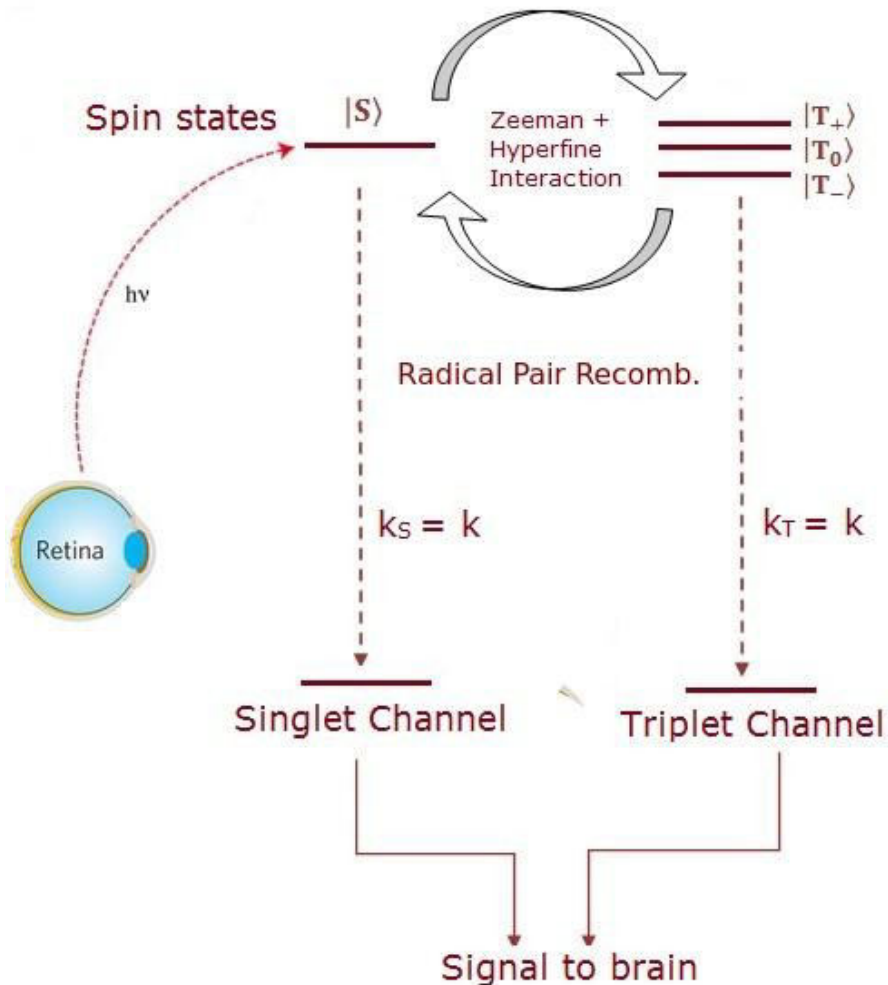 Spin states
|S⟩
Zeeman +
Hyperfine
Interaction
|T₊⟩
|T₀⟩
|T₋⟩
hν
Radical Pair Recomb.
Retina
k_S = k
k_T = k
Singlet Channel
Triplet Channel
Signal to brain